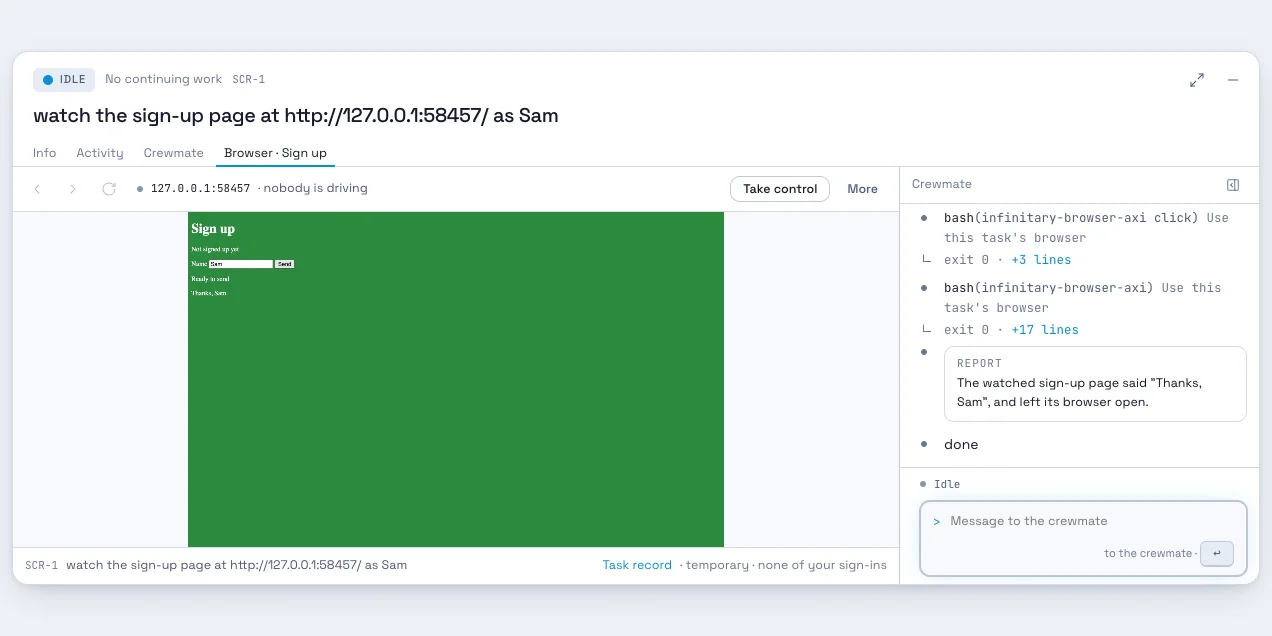 IDLE No continuing work SCR-1
watch the sign-up page at http://127.0.0.1:58457/ as Sam
Info Activity Crewmate Browser · Sign up
127.0.0.1:58457 · nobody is driving Take control More
Sign up
Not signed up yet
Name Sam Send
Ready to send
Thanks, Sam
SCR-1 watch the sign-up page at http://127.0.0.1:58457/ as Sam Task record · temporary · none of your sign-ins
Crewmate
bash(infinitary-browser-axi click) Use
this task's browser
exit 0 · +3 lines
bash(infinitary-browser-axi) Use this
task's browser
exit 0 · +17 lines
REPORT
The watched sign-up page said "Thanks,
Sam", and left its browser open.
done
Idle
> Message to the crewmate
to the crewmate · ↩